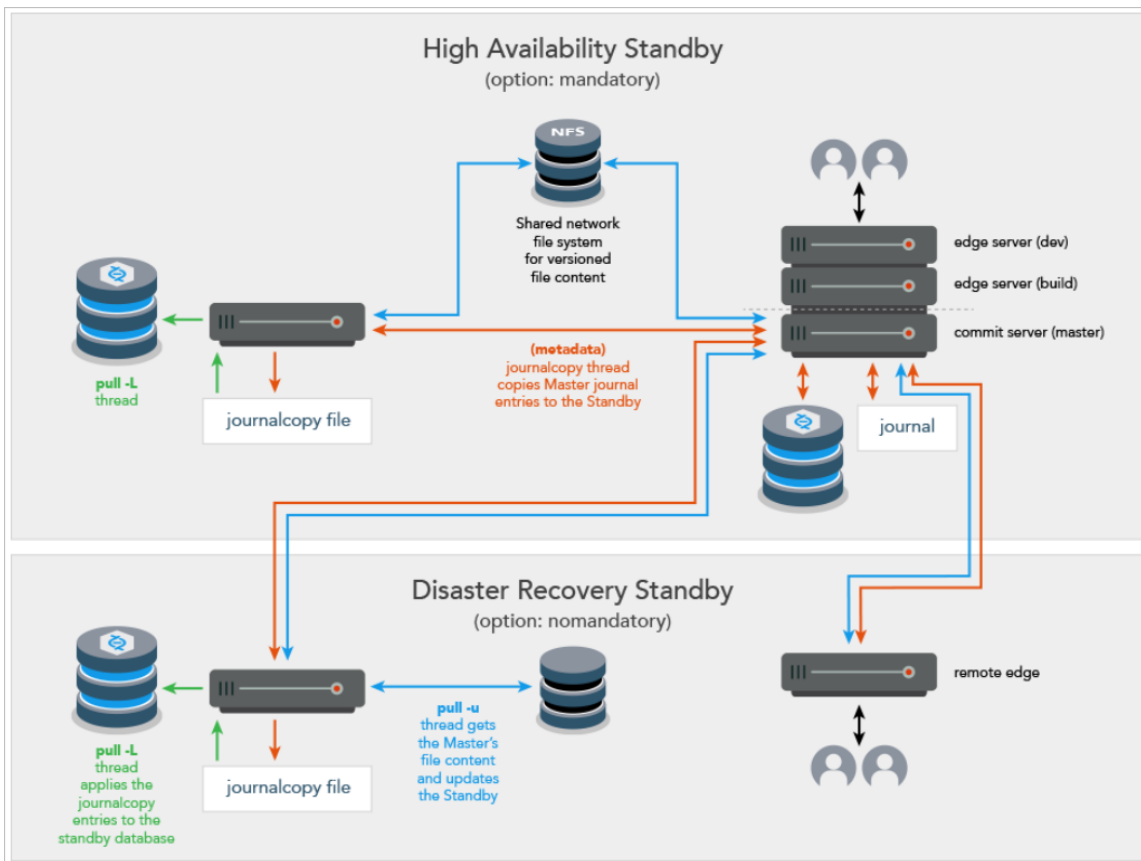 High Availability Standby
(option: mandatory)
NFS
Shared network
file system
for versioned
file content
edge server (dev)
edge server (build)
commit server (master)
pull -L
thread
journalcopy file
(metadata)
journalcopy thread
copies Master journal
entries to the Standby
journal
Disaster Recovery Standby
(option: nomandatory)
pull -L
thread
applies the
journalcopy
entries to the
standby database
journalcopy file
pull -u
thread gets
the Master's
file content
and updates
the Standby
remote edge